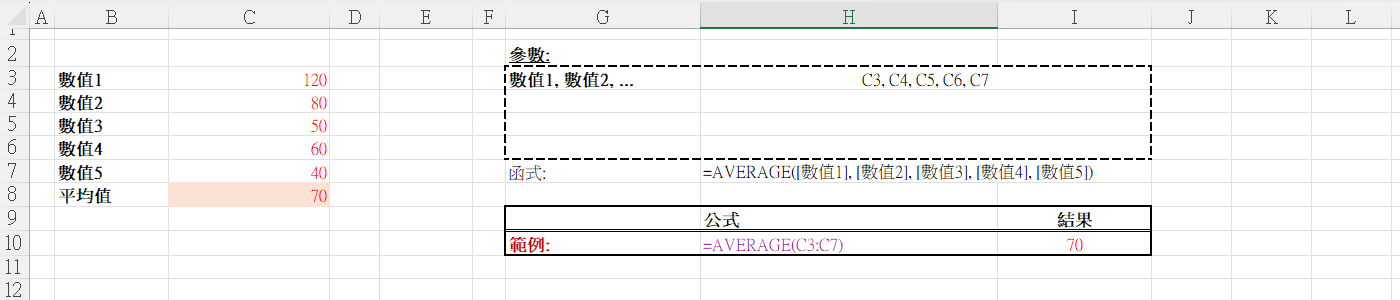 A B C D E F G H I J K L
1
2 參數:
3 數值1 120 數值1, 數值2, ... C3, C4, C5, C6, C7
4 數值2 80
5 數值3 50
6 數值4 60
7 數值5 40 函式: =AVERAGE([數值1], [數值2], [數值3], [數值4], [數值5])
8 平均值 70
9 公式 結果
10 範例: =AVERAGE(C3:C7) 70
11
12